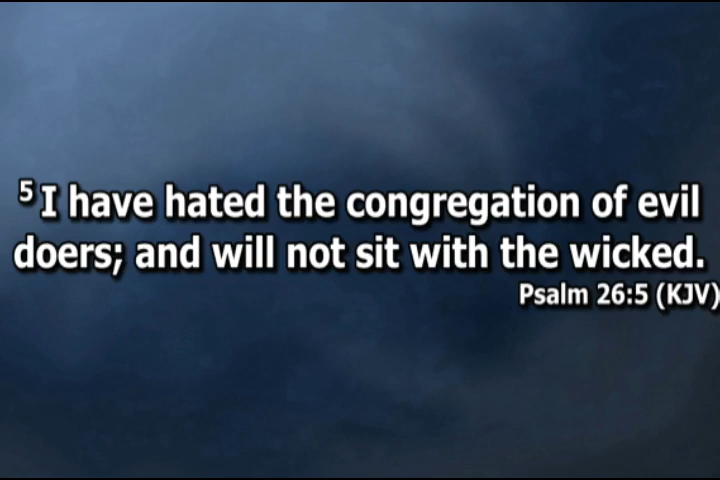 5 I have hated the congregation of evil
doers; and will not sit with the wicked.
Psalm 26:5 (KJV)